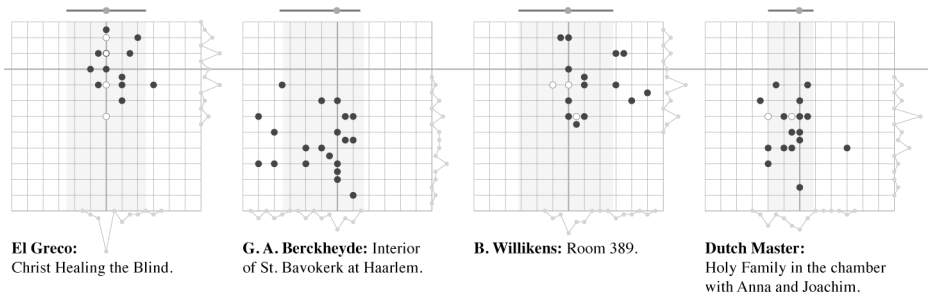 El Greco:
Christ Healing the Blind.
G. A. Berckheyde: Interior
of St. Bavokerk at Haarlem.
B. Willikens: Room 389.
Dutch Master:
Holy Family in the chamber
with Anna and Joachim.